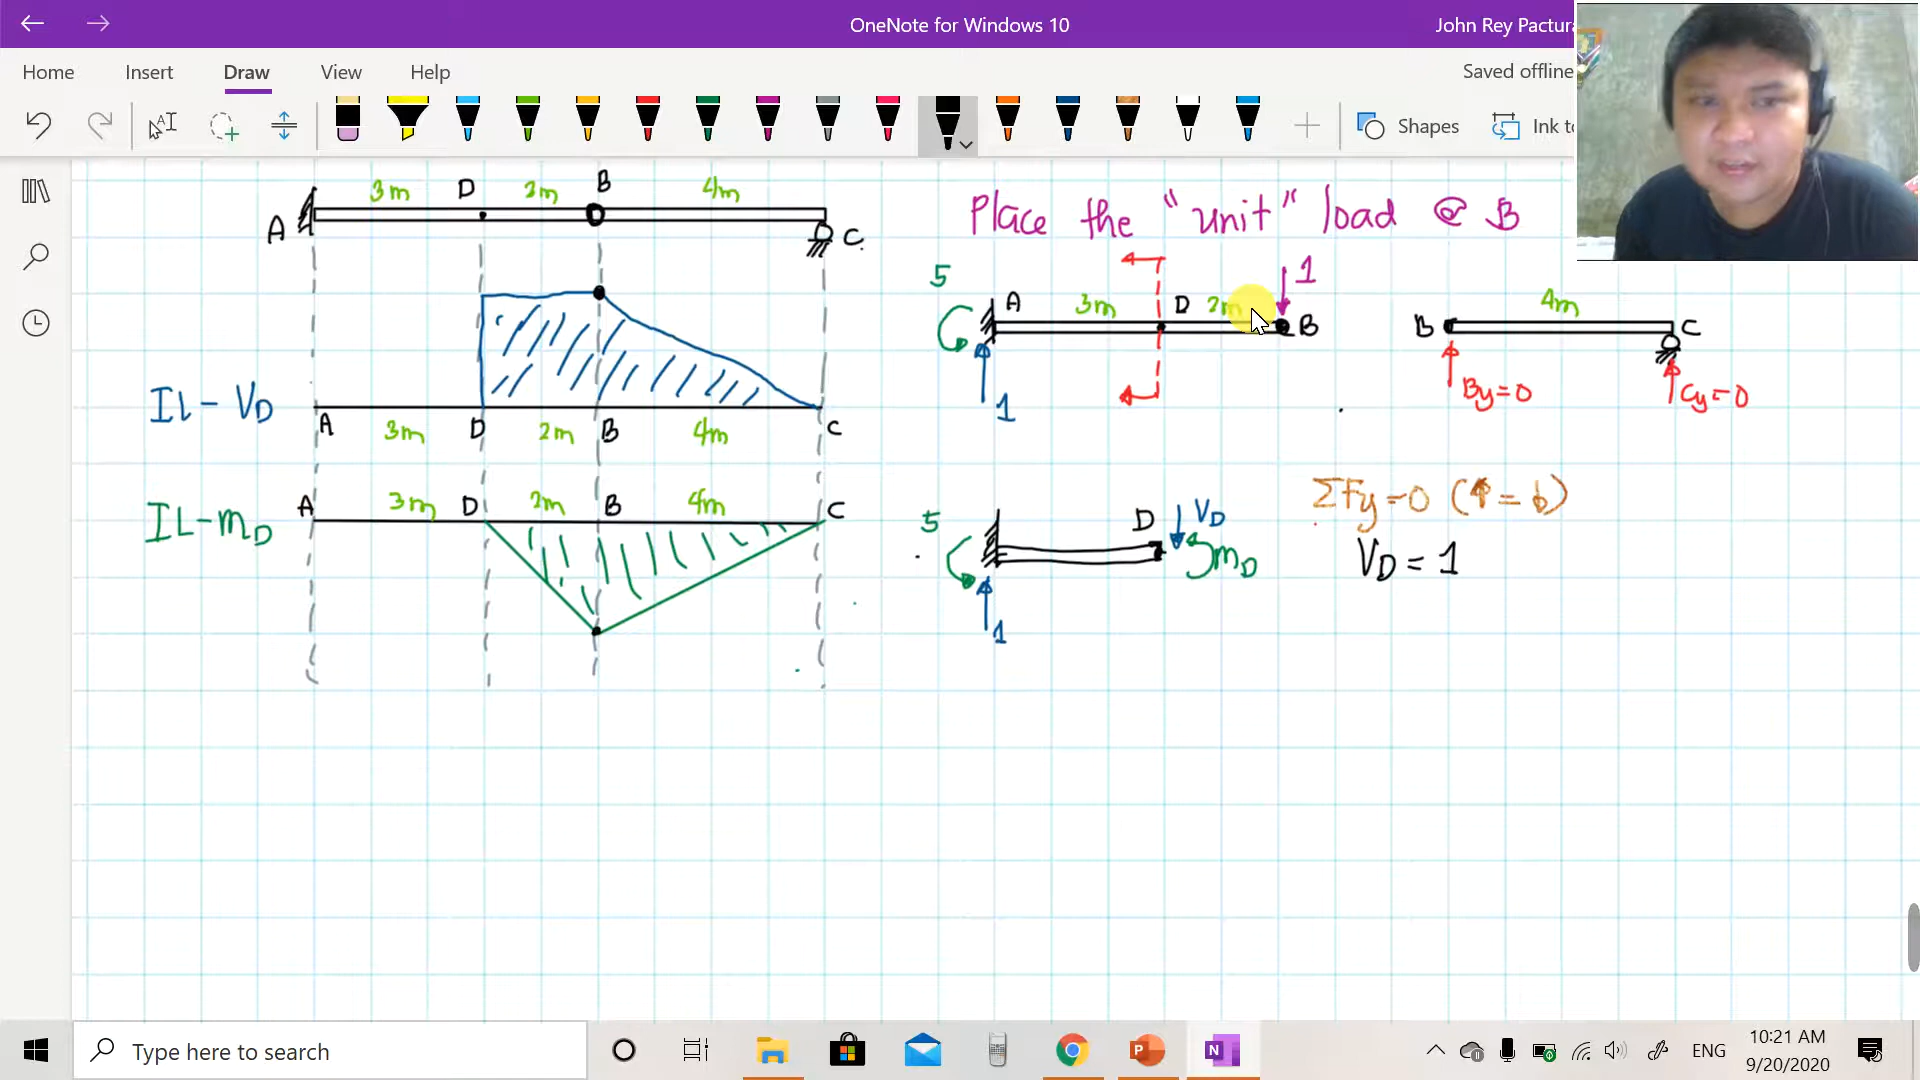 OneNote for Windows 10
John Rey Pactura
Home Insert Draw View Help
Saved offline
Shapes
Ink to
3m D 2m B 4m
A C
Place the "unit" load @ B
5 A 3m D 2m 1 B
1
B 4m C
By=0 Cy=0
IL - VD
A 3m D 2m B 4m C
IL-mD
A 3m D 2m B 4m C
5 D VD mD
1
ΣFy=0 (↑=↓)
VD = 1
Type here to search
ENG
10:21 AM
9/20/2020